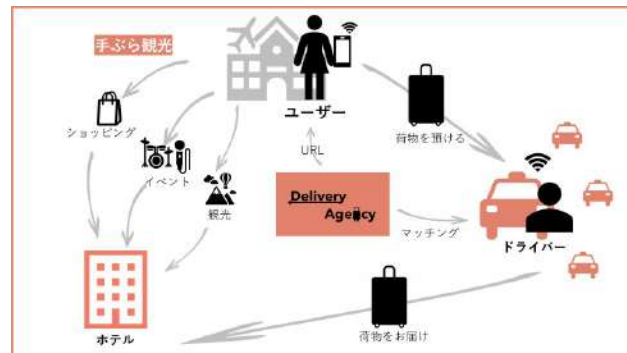 手ぶら観光
ユーザー
ショッピング
イベント
観光
URL
荷物を預ける
Delivery
Agency
マッチング
ドライバー
ホテル
荷物をお届け